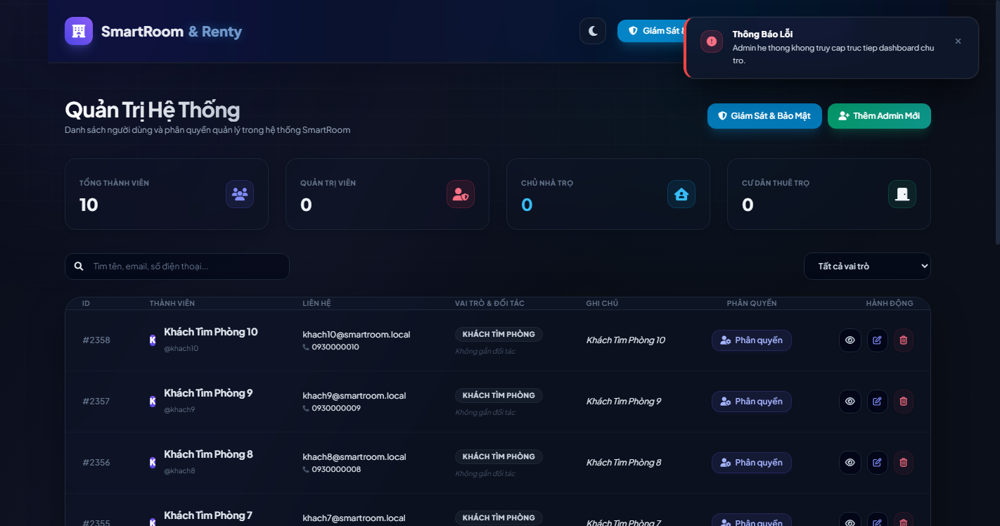 SmartRoom & Renty
Giám Sát &
Thông Báo Lỗi
Admin he thong khong truy cap truc tiep dashboard chu
tro.
Quản Trị Hệ Thống
Danh sách người dùng và phân quyền quản lý trong hệ thống SmartRoom
Giám Sát & Bảo Mật
Thêm Admin Mới
TỔNG THÀNH VIÊN
10
QUẢN TRỊ VIÊN
0
CHỦ NHÀ TRỌ
0
CƯ DÂN THUÊ TRỌ
0
Tìm tên, email, số điện thoại...
Tất cả vai trò
ID THÀNH VIÊN LIÊN HỆ VAI TRÒ & ĐỐI TÁC GHI CHÚ PHÂN QUYỀN HÀNH ĐỘNG
#2358
K
Khách Tìm Phòng 10
@khach10
khach10@smartroom.local
0930000010
KHÁCH TÌM PHÒNG
Không gắn đối tác
Khách Tìm Phòng 10
Phân quyền
#2357
K
Khách Tìm Phòng 9
@khach9
khach9@smartroom.local
0930000009
KHÁCH TÌM PHÒNG
Không gắn đối tác
Khách Tìm Phòng 9
Phân quyền
#2356
K
Khách Tìm Phòng 8
@khach8
khach8@smartroom.local
0930000008
KHÁCH TÌM PHÒNG
Không gắn đối tác
Khách Tìm Phòng 8
Phân quyền
#2355
K
Khách Tìm Phòng 7
khach7@smartroom.local
KHÁCH TÌM PHÒNG
Khách Tìm Phòng 7
Phân quyền